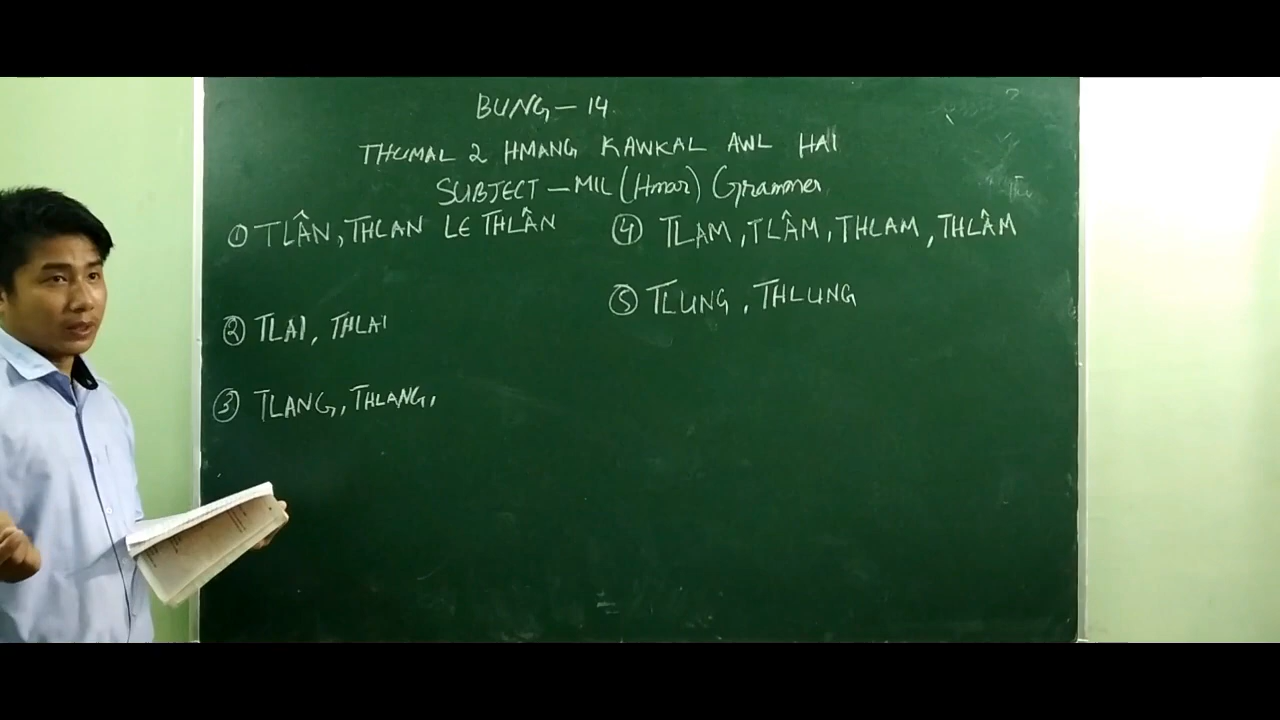 BUNG - 14.
THUMAL 2 HMANG KAWKAL AWL HAI
SUBJECT - MIL (Hmar) Grammer
① TLÂN, THLAN LE THLÂN
② TLAI, THLAI
③ TLANG, THLANG,
④ TLAM, TLÂM, THLAM, THLÂM
⑤ TLUNG, THLUNG